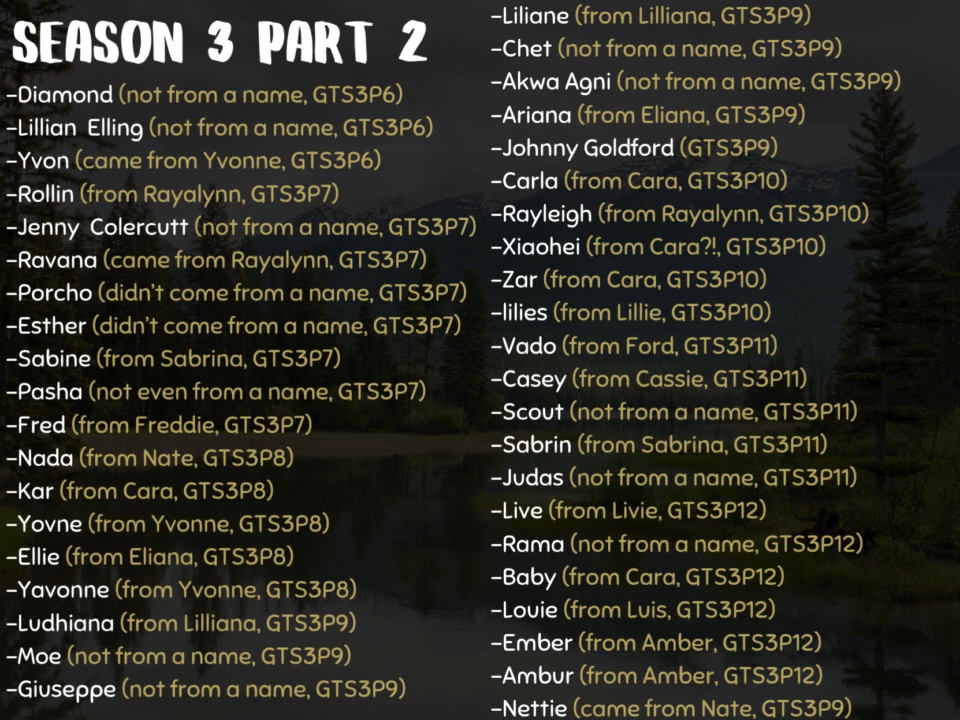 SEASON 3 PART 2
-Diamond (not from a name, GTS3P6)
-Lillian Elling (not from a name, GTS3P6)
-Yvon (came from Yvonne, GTS3P6)
-Rollin (from Rayalynn, GTS3P7)
-Jenny Colercutt (not from a name, GTS3P7)
-Ravana (came from Rayalynn, GTS3P7)
-Porcho (didn't come from a name, GTS3P7)
-Esther (didn't come from a name, GTS3P7)
-Sabine (from Sabrina, GTS3P7)
-Pasha (not even from a name, GTS3P7)
-Fred (from Freddie, GTS3P7)
-Nada (from Nate, GTS3P8)
-Kar (from Cara, GTS3P8)
-Yovne (from Yvonne, GTS3P8)
-Ellie (from Eliana, GTS3P8)
-Yavonne (from Yvonne, GTS3P8)
-Ludhiana (from Lilliana, GTS3P9)
-Moe (not from a name, GTS3P9)
-Giuseppe (not from a name, GTS3P9)
-Liliane (from Lilliana, GTS3P9)
-Chet (not from a name, GTS3P9)
-Akwa Agni (not from a name, GTS3P9)
-Ariana (from Eliana, GTS3P9)
-Johnny Goldford (GTS3P9)
-Carla (from Cara, GTS3P10)
-Rayleigh (from Rayalynn, GTS3P10)
-Xiaohei (from Cara?!, GTS3P10)
-Zar (from Cara, GTS3P10)
-lilies (from Lillie, GTS3P10)
-Vado (from Ford, GTS3P11)
-Casey (from Cassie, GTS3P11)
-Scout (not from a name, GTS3P11)
-Sabrin (from Sabrina, GTS3P11)
-Judas (not from a name, GTS3P11)
-Live (from Livie, GTS3P12)
-Rama (not from a name, GTS3P12)
-Baby (from Cara, GTS3P12)
-Louie (from Luis, GTS3P12)
-Ember (from Amber, GTS3P12)
-Ambur (from Amber, GTS3P12)
-Nettie (came from Nate, GTS3P9)